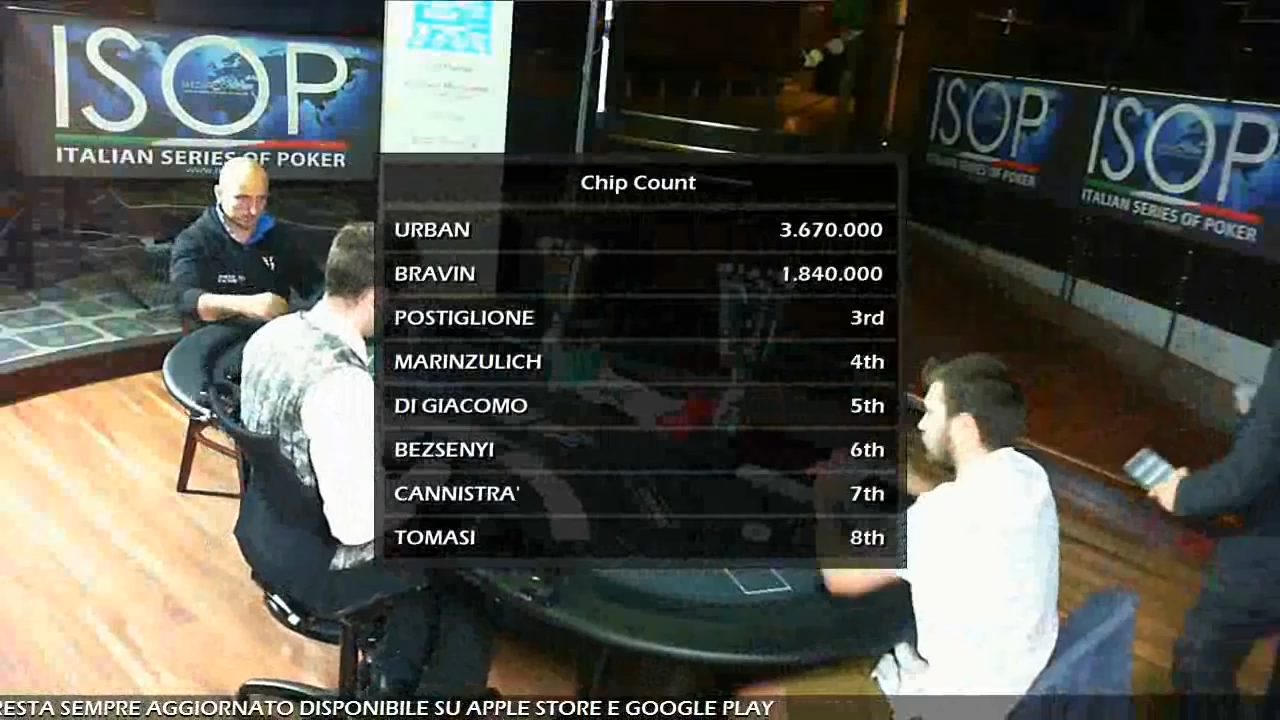 ISOP
ITALIAN SERIES OF POKER
ISOP
ITALIAN SERIES OF POKER
ISOP
ITALIAN SERIES OF POKER
Chip Count
URBAN 3.670.000
BRAVIN 1.840.000
POSTIGLIONE 3rd
MARINZULICH 4th
DI GIACOMO 5th
BEZSENYI 6th
CANNISTRA' 7th
TOMASI 8th
RESTA SEMPRE AGGIORNATO DISPONIBILE SU APPLE STORE E GOOGLE PLAY